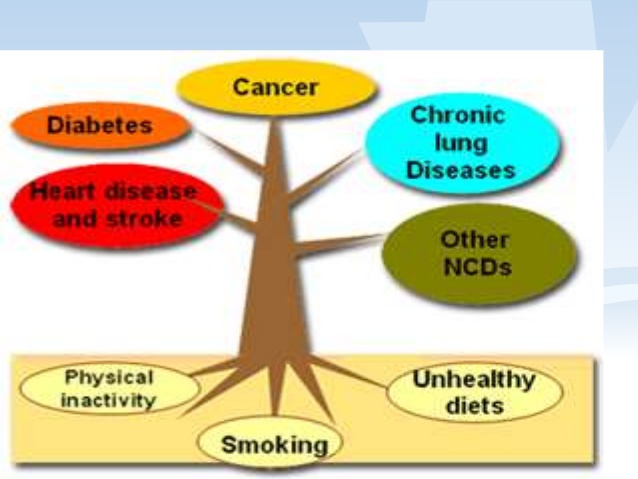 Cancer
Diabetes
Chronic
lung
Diseases
Heart disease
and stroke
Other
NCDs
Physical
inactivity
Unhealthy
diets
Smoking